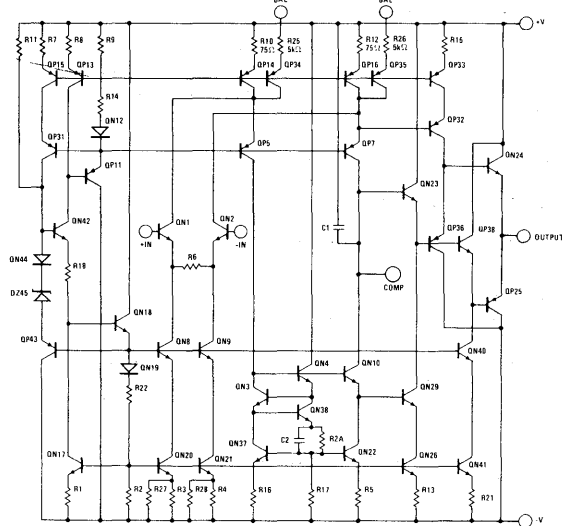 BAL
BAL
+V
R11
R7
R8
R9
R10
75Ω
R25
5kΩ
R12
75Ω
R26
5kΩ
R15
QP15
QP13
QP14
QP34
QP16
QP35
QP33
R14
QN12
QP32
QP31
QP11
QP5
QP7
QN24
QN23
QN42
QN1
QN2
+IN
-IN
C1
QP36
QP38
OUTPUT
QN44
R18
R6
COMP
QP25
DZ45
QN18
QP43
QN8
QN9
QN4
QN10
QN40
QN19
R22
QN3
QN38
QN29
C2
R2A
QN17
QN20
QN21
QN37
QN22
QN26
QN41
R1
R2
R27
R3
R28
R4
R16
R17
R5
R13
R21
-V